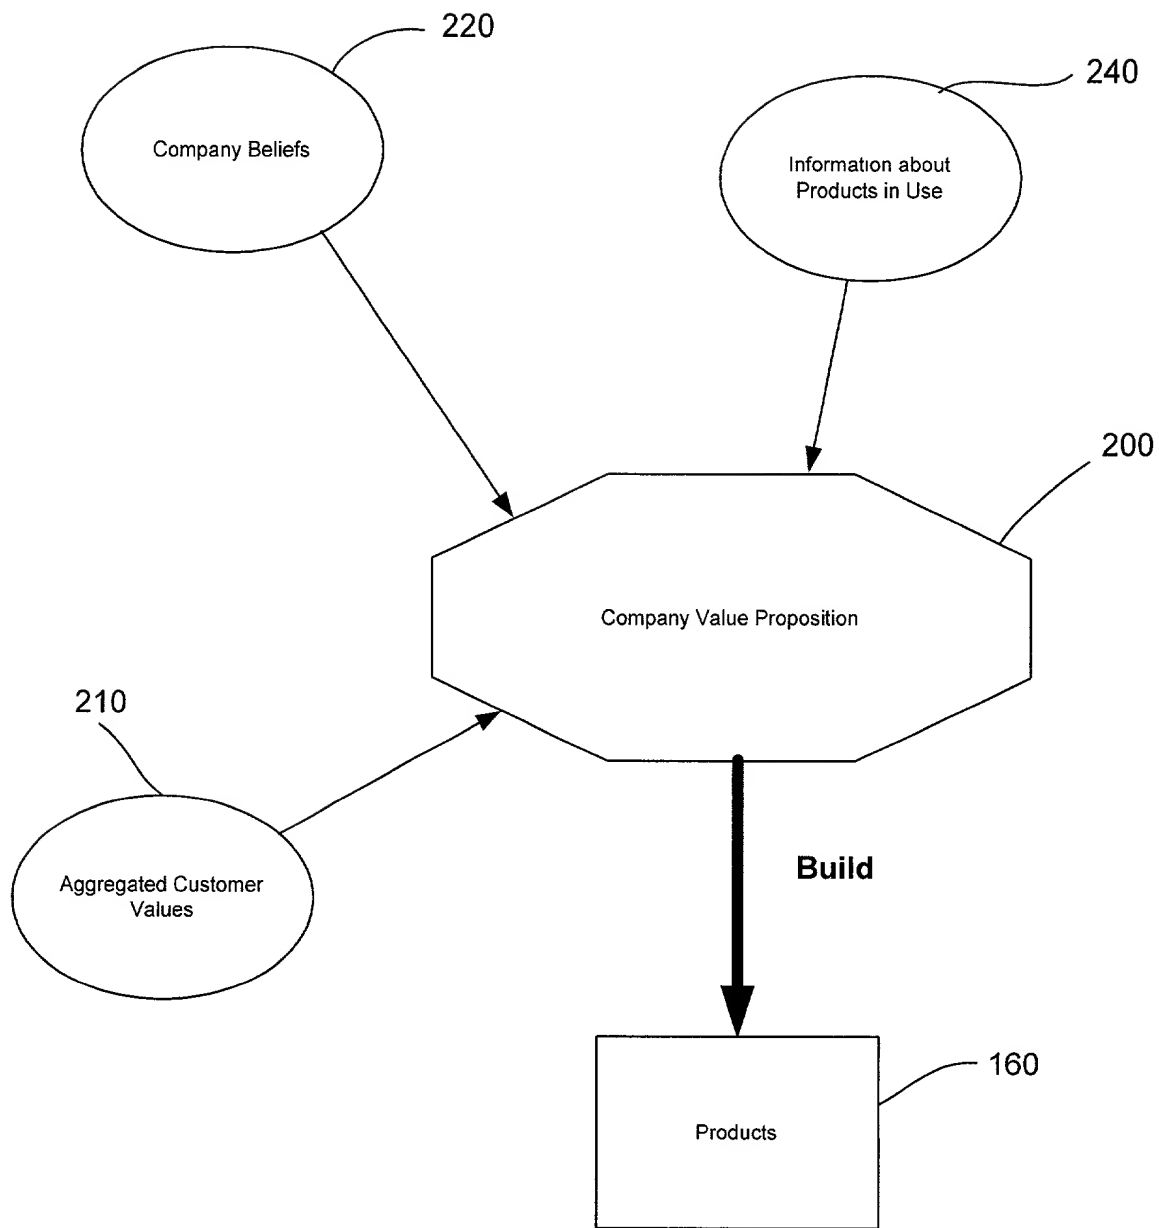 220
240
Company Beliefs
Information about
Products in Use
200
Company Value Proposition
210
Build
Aggregated Customer
Values
160
Products